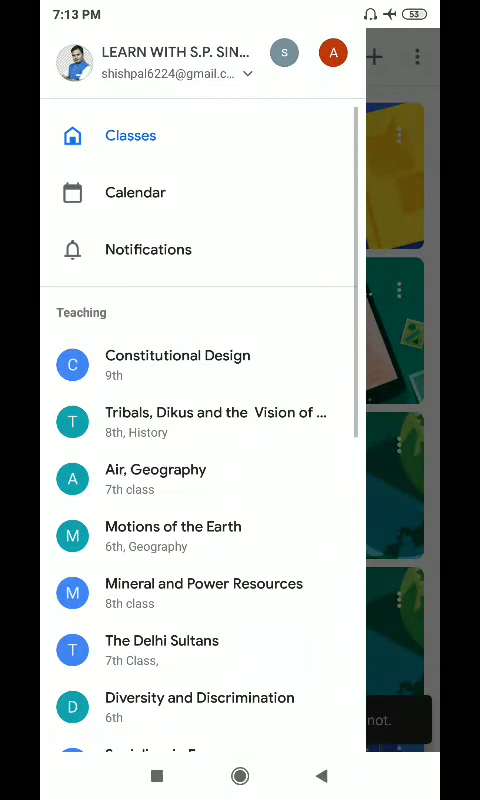 7:13 PM
53
LEARN WITH S.P. SIN...
S
A
shishpal6224@gmail.c...
Classes
Calendar
Notifications
Teaching
C
Constitutional Design
9th
T
Tribals, Dikus and the Vision of ...
8th, History
A
Air, Geography
7th class
M
Motions of the Earth
6th, Geography
M
Mineral and Power Resources
8th class
T
The Delhi Sultans
7th Class,
D
Diversity and Discrimination
6th
not.